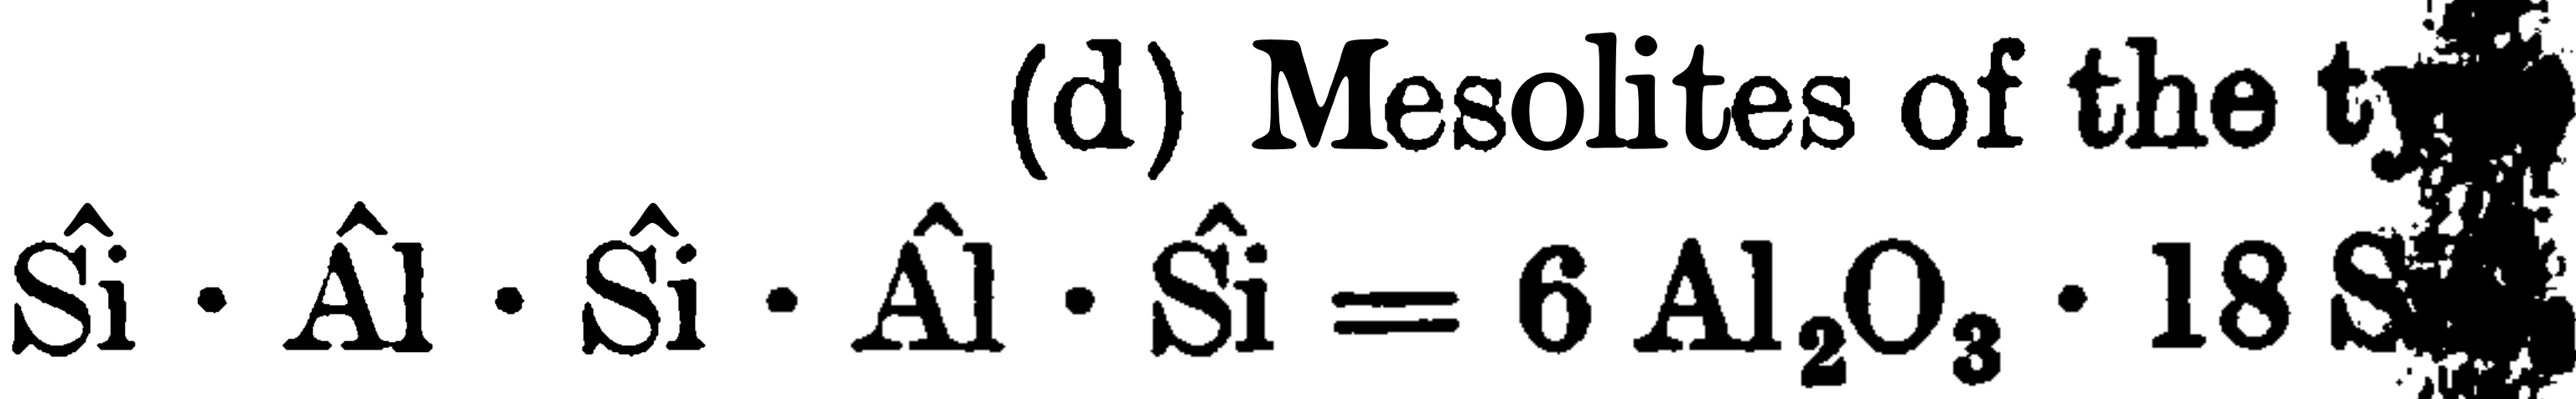 (d) Mesolites of the
Ŝi · Âl · Ŝi · Âl · Ŝi = 6 Al₂O₃ · 18